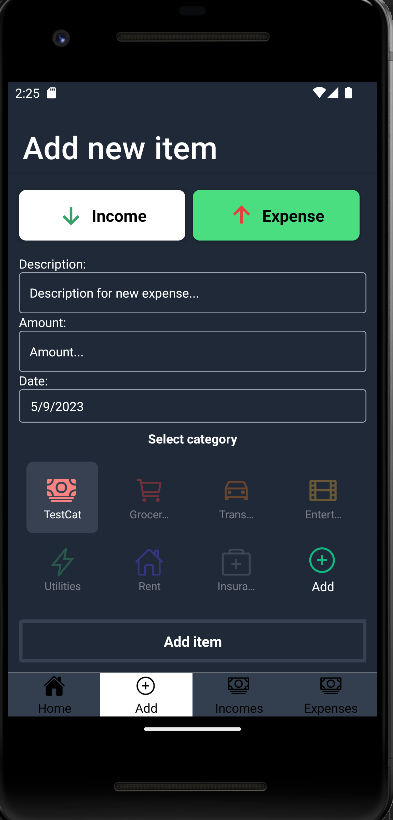 2:25
Add new item
Income Expense
Description:
Description for new expense...
Amount:
Amount...
Date:
5/9/2023
Select category
TestCat Grocer... Trans... Entert...
Utilities Rent Insura... Add
Add item
Home Add Incomes Expenses